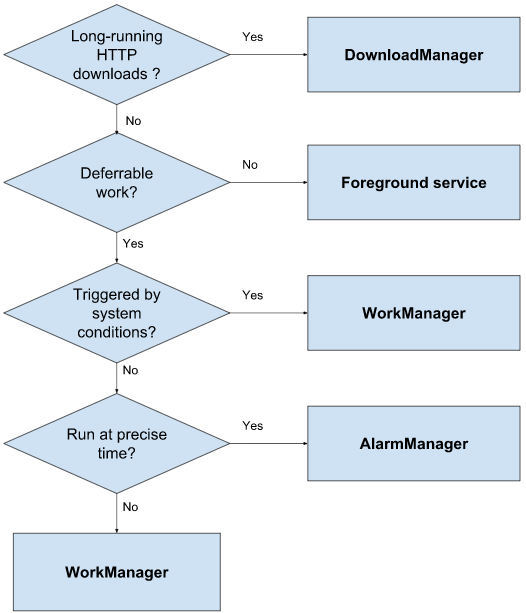 Long-running
HTTP
downloads ?
Yes
DownloadManager
No
Deferrable
work?
No
Foreground service
Yes
Triggered by
system
conditions?
Yes
WorkManager
No
Run at precise
time?
Yes
AlarmManager
No
WorkManager